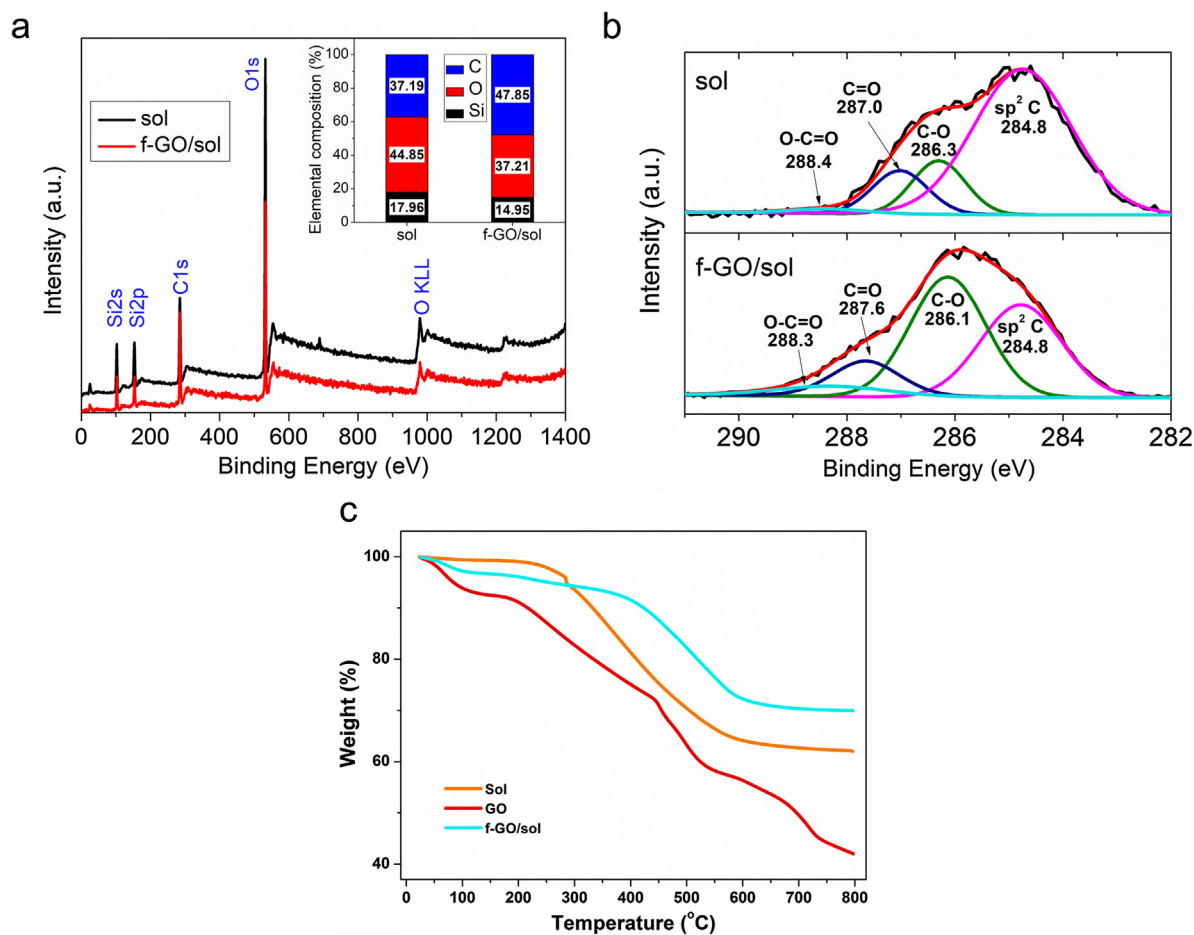 a
Intensity (a.u.)
sol
f-GO/sol
Si2s
Si2p
C1s
O1s
O KLL
0 200 400 600 800 1000 1200 1400
Binding Energy (eV)
Elemental composition (%)
100
80
60
40
20
0
37.19
44.85
17.96
47.85
37.21
14.95
C
O
Si
sol f-GO/sol
b
Intensity (a.u.)
sol
O-C=O
288.4
C=O
287.0
C-O
286.3
sp² C
284.8
f-GO/sol
O-C=O
288.3
C=O
287.6
C-O
286.1
sp² C
284.8
290 288 286 284 282
Binding Energy (eV)
c
Weight (%)
100
80
60
40
Sol
GO
f-GO/sol
0 100 200 300 400 500 600 700 800
Temperature (°C)